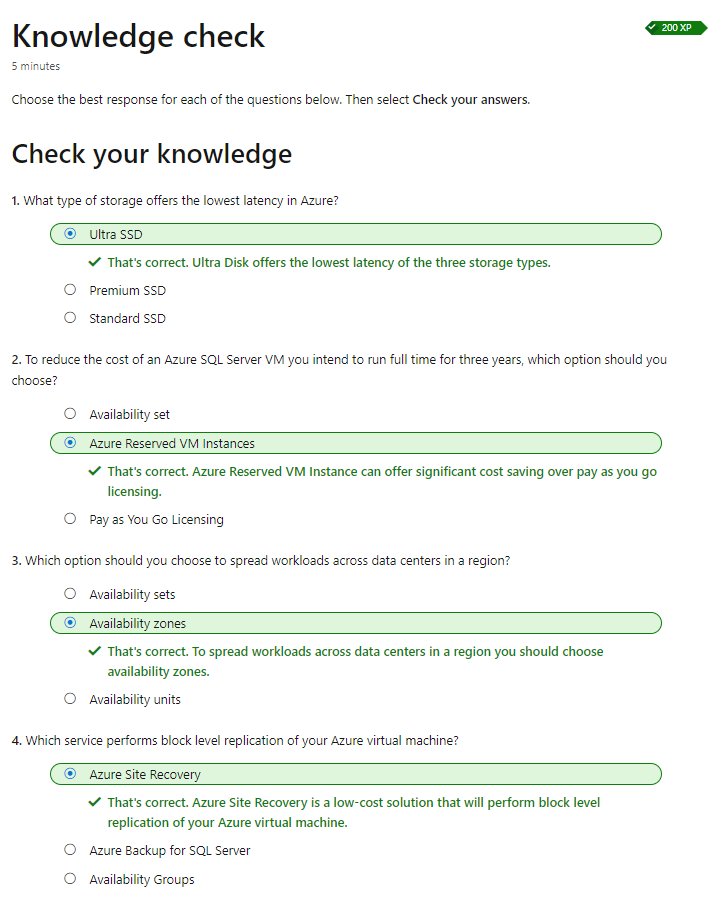 Knowledge check
200 XP
5 minutes
Choose the best response for each of the questions below. Then select Check your answers.
Check your knowledge
1. What type of storage offers the lowest latency in Azure?
Ultra SSD
That's correct. Ultra Disk offers the lowest latency of the three storage types.
Premium SSD
Standard SSD
2. To reduce the cost of an Azure SQL Server VM you intend to run full time for three years, which option should you
choose?
Availability set
Azure Reserved VM Instances
That's correct. Azure Reserved VM Instance can offer significant cost saving over pay as you go
licensing.
Pay as You Go Licensing
3. Which option should you choose to spread workloads across data centers in a region?
Availability sets
Availability zones
That's correct. To spread workloads across data centers in a region you should choose
availability zones.
Availability units
4. Which service performs block level replication of your Azure virtual machine?
Azure Site Recovery
That's correct. Azure Site Recovery is a low-cost solution that will perform block level
replication of your Azure virtual machine.
Azure Backup for SQL Server
Availability Groups